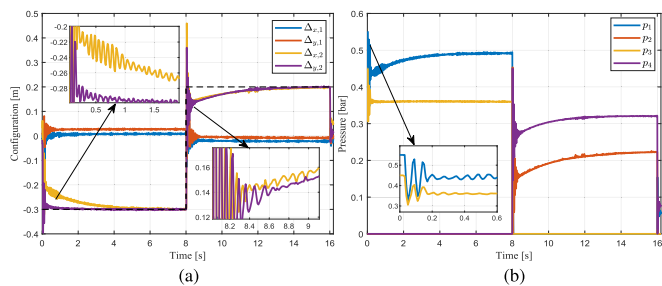 0.5
0.4
0.3
0.2
0.1
0
-0.1
-0.2
-0.3
-0.4
Configuration [m]
0 2 4 6 8 10 12 14 16
Time [s]
-0.2
-0.22
-0.24
-0.26
-0.28
0.5 1 1.5
Δx,1
Δy,1
Δx,2
Δy,2
0.16
0.14
0.12
8.2 8.4 8.6 8.8 9
(a)
0.6
0.5
0.4
0.3
0.2
0.1
0
Pressure [bar]
0 2 4 6 8 10 12 14 16
Time [s]
p1
p2
p3
p4
0.5
0.4
0.3
0 0.2 0.4 0.6
(b)